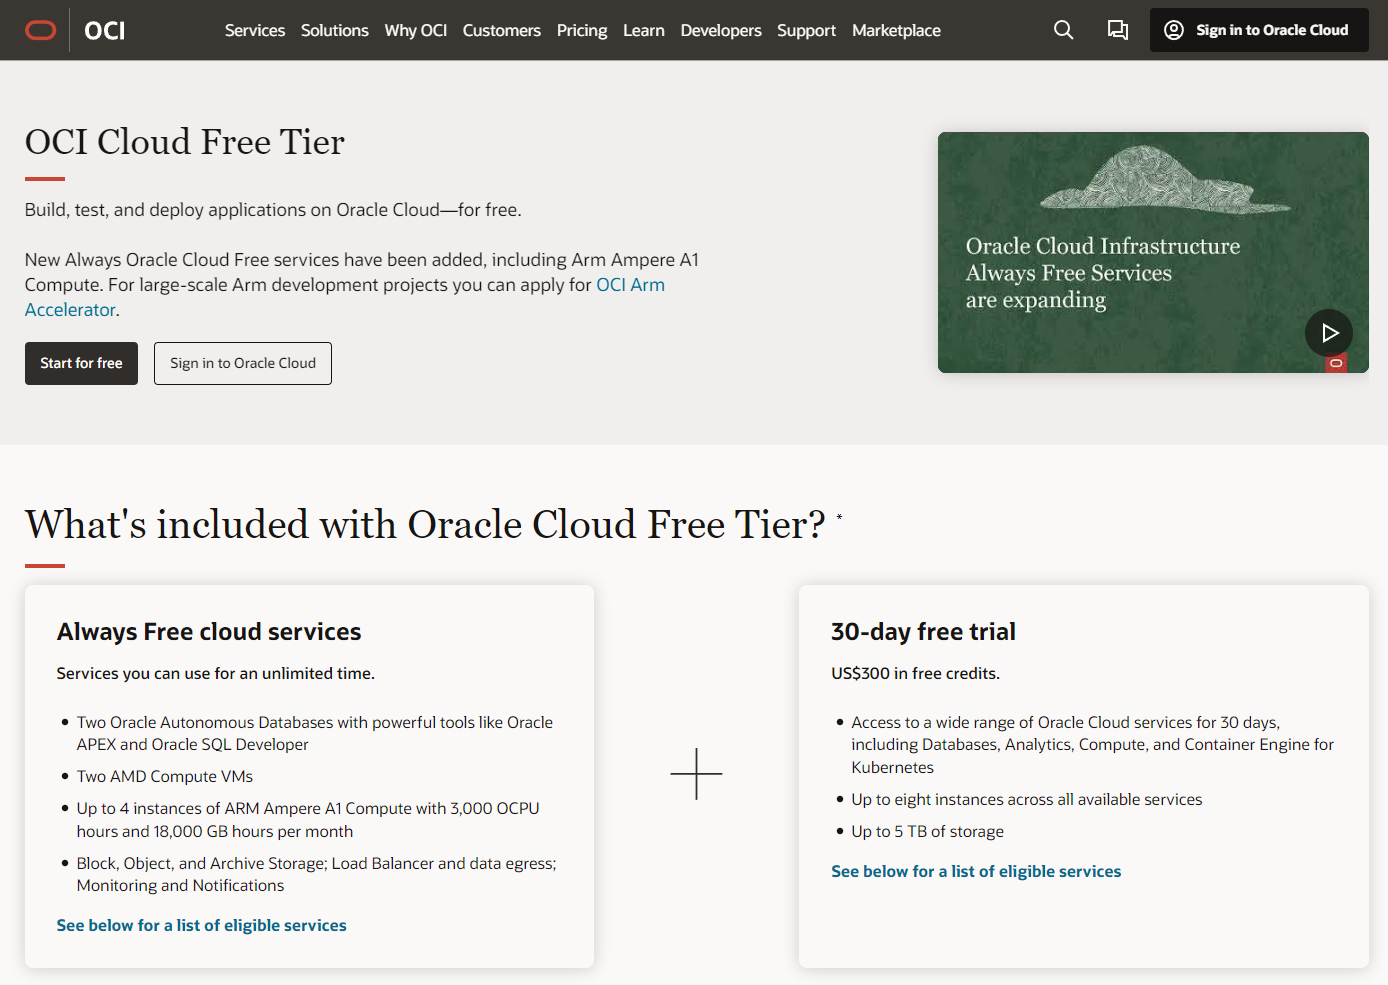 OCI
Services Solutions Why OCI Customers Pricing Learn Developers Support Marketplace
Sign in to Oracle Cloud
OCI Cloud Free Tier
Build, test, and deploy applications on Oracle Cloud—for free.
New Always Oracle Cloud Free services have been added, including Arm Ampere A1
Compute. For large-scale Arm development projects you can apply for OCI Arm
Accelerator.
Start for free
Sign in to Oracle Cloud
Oracle Cloud Infrastructure
Always Free Services
are expanding
What's included with Oracle Cloud Free Tier? *
Always Free cloud services
Services you can use for an unlimited time.
• Two Oracle Autonomous Databases with powerful tools like Oracle
APEX and Oracle SQL Developer
• Two AMD Compute VMs
• Up to 4 instances of ARM Ampere A1 Compute with 3,000 OCPU
hours and 18,000 GB hours per month
• Block, Object, and Archive Storage; Load Balancer and data egress;
Monitoring and Notifications
See below for a list of eligible services
30-day free trial
US$300 in free credits.
• Access to a wide range of Oracle Cloud services for 30 days,
including Databases, Analytics, Compute, and Container Engine for
Kubernetes
• Up to eight instances across all available services
• Up to 5 TB of storage
See below for a list of eligible services